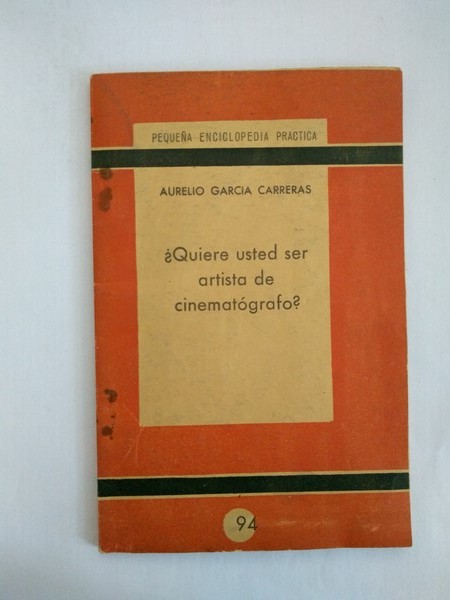 PEQUEÑA ENCICLOPEDIA PRACTICA
AURELIO GARCIA CARRERAS
¿Quiere usted ser
artista de
cinematógrafo?
94